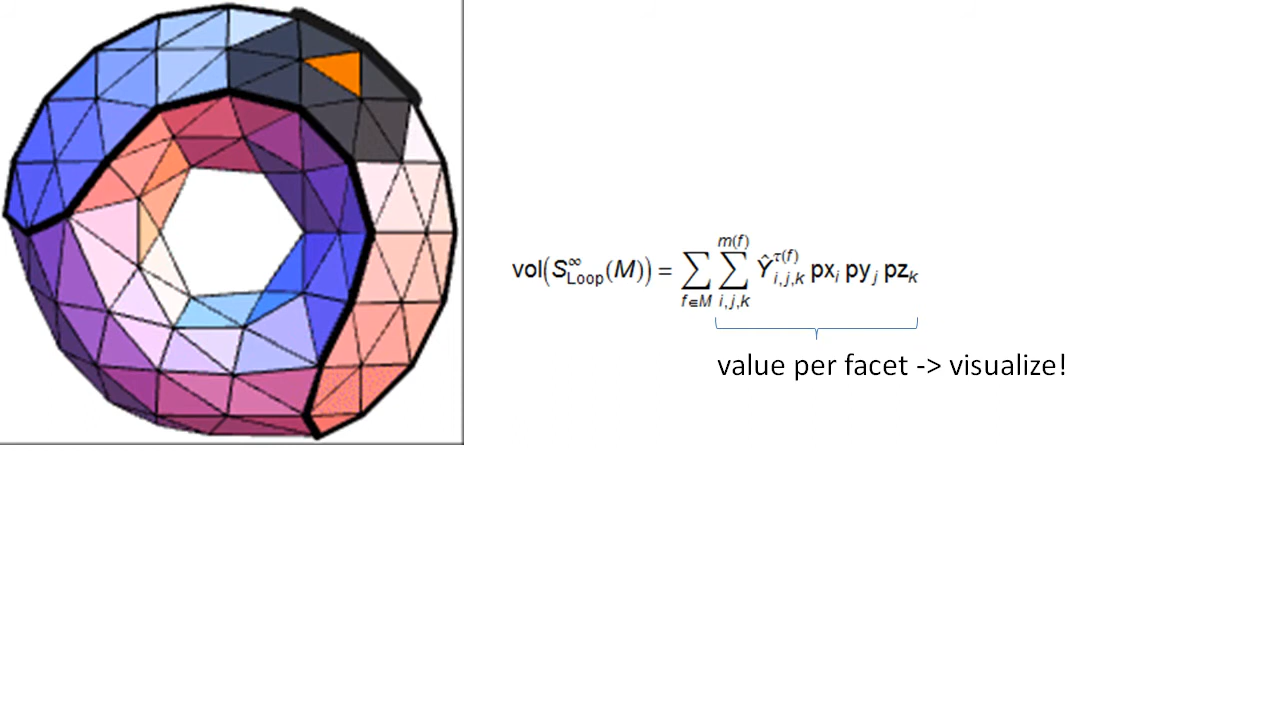 vol(S^∞_Loop(M)) = ∑_{f∈M} ∑_{i,j,k}^{m(f)} Ŷ^{τ(f)}_{i,j,k} px_i py_j pz_k
value per facet -> visualize!